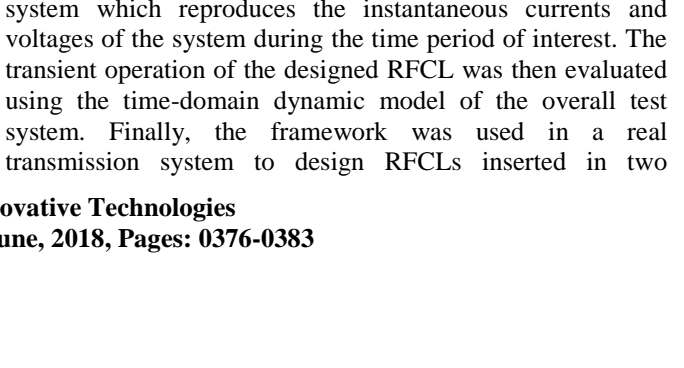 system which reproduces the instantaneous currents and
voltages of the system during the time period of interest. The
transient operation of the designed RFCL was then evaluated
using the time-domain dynamic model of the overall test
system. Finally, the framework was used in a real
transmission system to design RFCLs inserted in two
ovative Technologies
une, 2018, Pages: 0376-0383